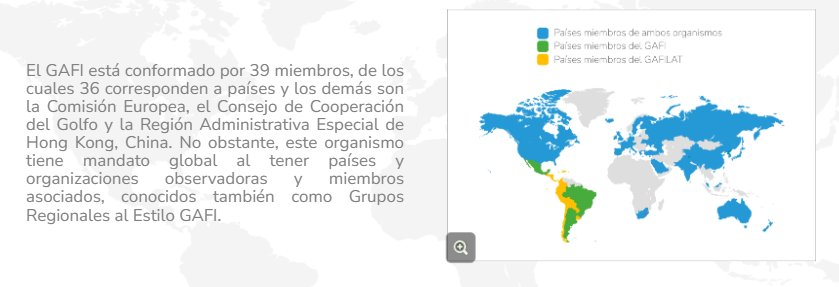 El GAFI está conformado por 39 miembros, de los
cuales 36 corresponden a países y los demás son
la Comisión Europea, el Consejo de Cooperación
del Golfo y la Región Administrativa Especial de
Hong Kong, China. No obstante, este organismo
tiene mandato global al tener países y
organizaciones observadoras y miembros
asociados, conocidos también como Grupos
Regionales al Estilo GAFI.
Países miembros de ambos organismos
Países miembros del GAFI
Países miembros del GAFILAT